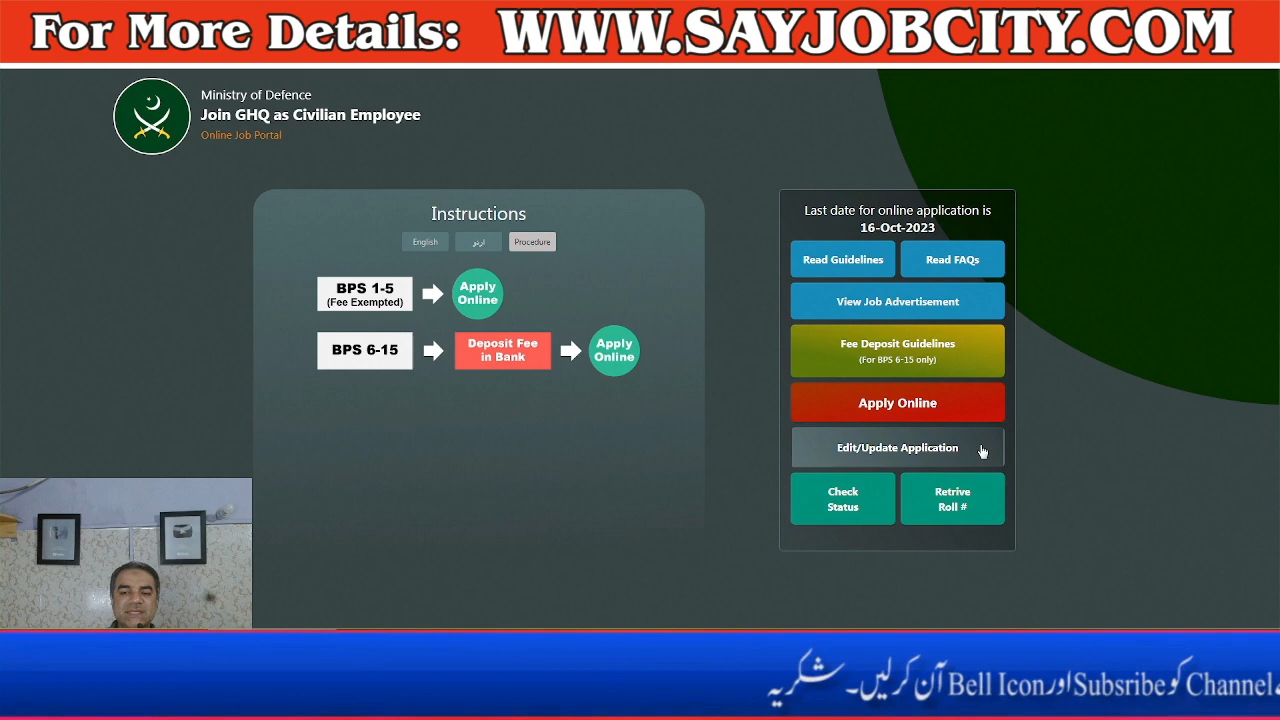 For More Details: WWW.SAYJOBCITY.COM
Ministry of Defence
Join GHQ as Civilian Employee
Online Job Portal
Instructions
English اردو Procedure
BPS 1-5
(Fee Exempted)
Apply
Online
BPS 6-15
Deposit Fee
in Bank
Apply
Online
Last date for online application is
16-Oct-2023
Read Guidelines Read FAQs
View Job Advertisement
Fee Deposit Guidelines
(For BPS 6-15 only)
Apply Online
Edit/Update Application
Check
Status
Retrive
Roll #
Channel کو Subsribe اور Bell Icon آن کرلیں۔ شکریہ